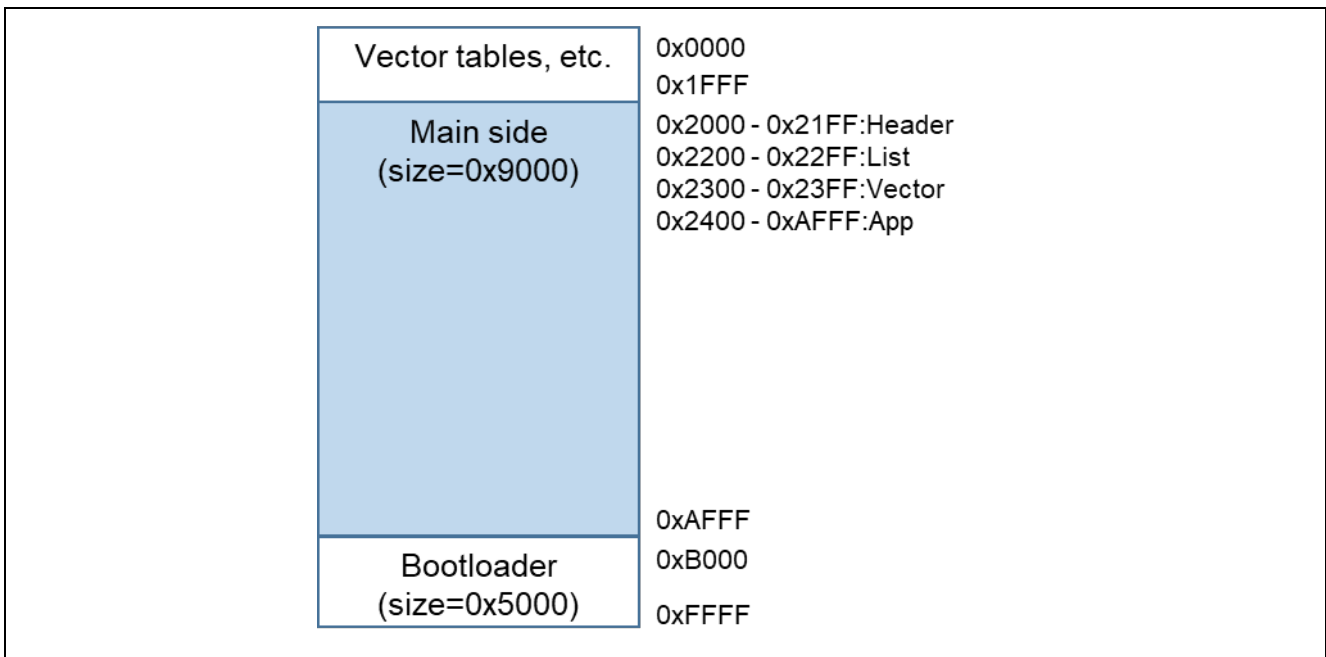 Vector tables, etc.
0x0000
0x1FFF
Main side
(size=0x9000)
0x2000 - 0x21FF:Header
0x2200 - 0x22FF:List
0x2300 - 0x23FF:Vector
0x2400 - 0xAFFF:App
0xAFFF
Bootloader
(size=0x5000)
0xB000
0xFFFF